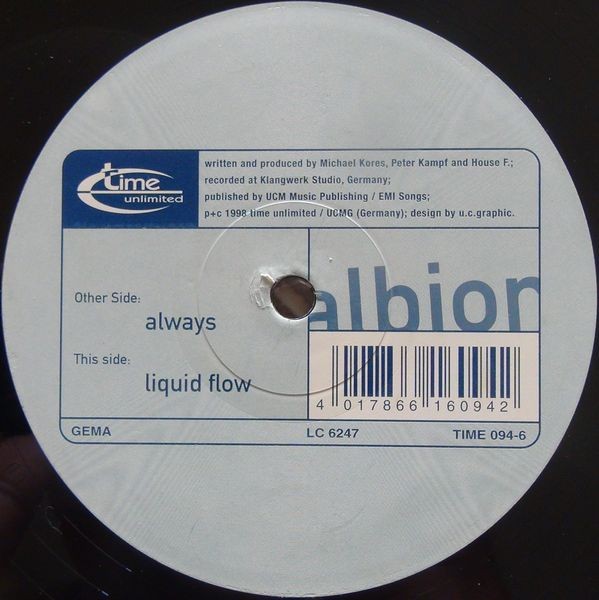 time
unlimited
written and produced by Michael Kores, Peter Kampf and House F.;
recorded at Klangwerk Studio, Germany;
published by UCM Music Publishing / EMI Songs;
p+c 1998 time unlimited / UCMG (Germany); design by u.c.graphic.
Other Side:
always
This side:
liquid flow
albion
4 017866 160942
GEMA LC 6247 TIME 094-6